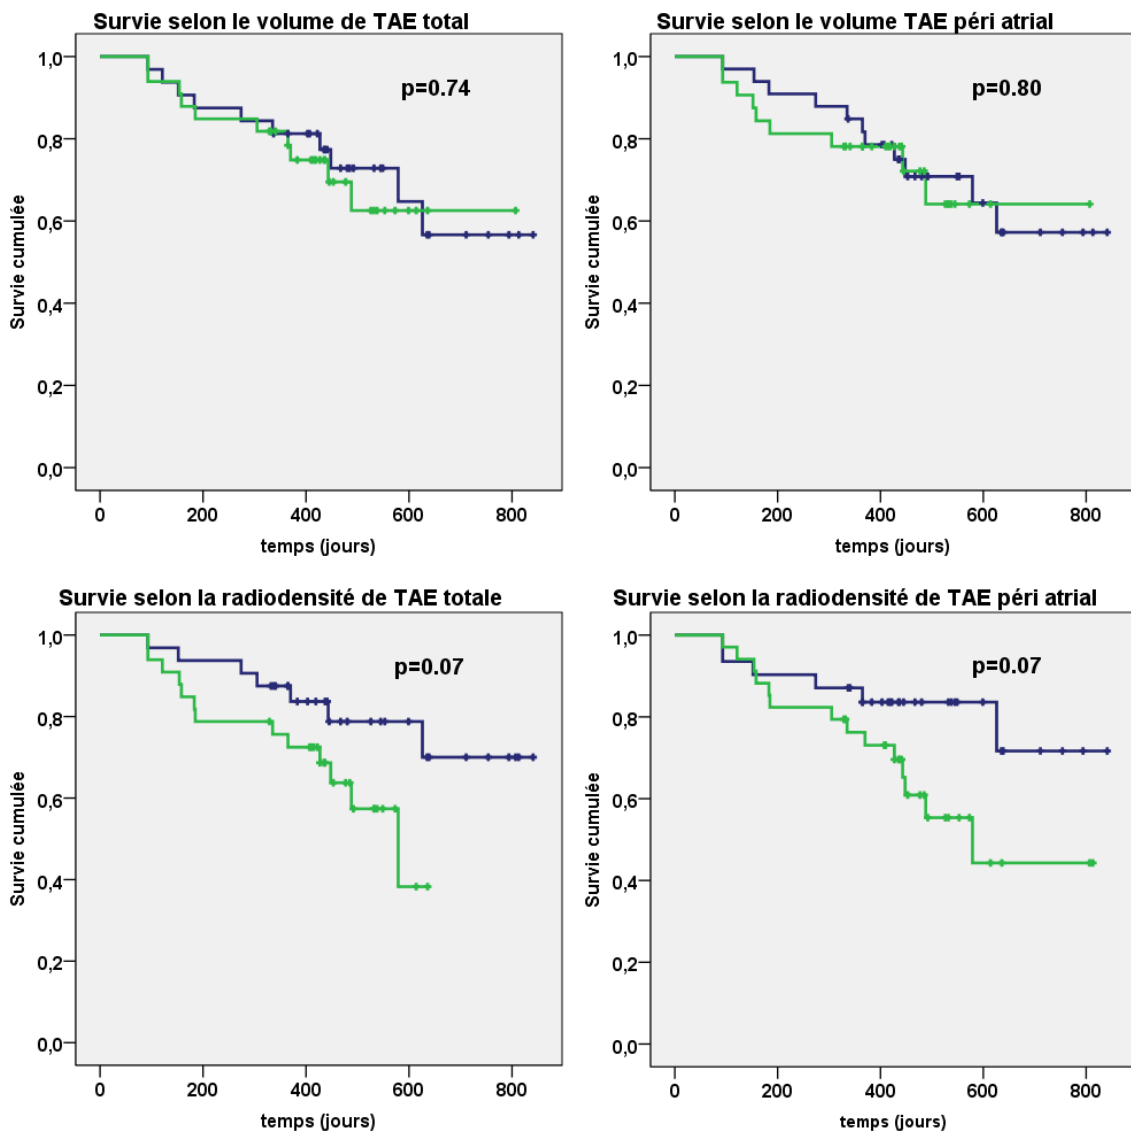 Survie selon le volume de TAE total
p=0.74
1,0
0,8
0,6
0,4
0,2
0,0
Survie cumulée
0 200 400 600 800
temps (jours)
Survie selon le volume TAE péri atrial
p=0.80
1,0
0,8
0,6
0,4
0,2
0,0
Survie cumulée
0 200 400 600 800
temps (jours)
Survie selon la radiodensité de TAE totale
p=0.07
1,0
0,8
0,6
0,4
0,2
0,0
Survie cumulée
0 200 400 600 800
temps (jours)
Survie selon la radiodensité de TAE péri atrial
p=0.07
1,0
0,8
0,6
0,4
0,2
0,0
Survie cumulée
0 200 400 600 800
temps (jours)